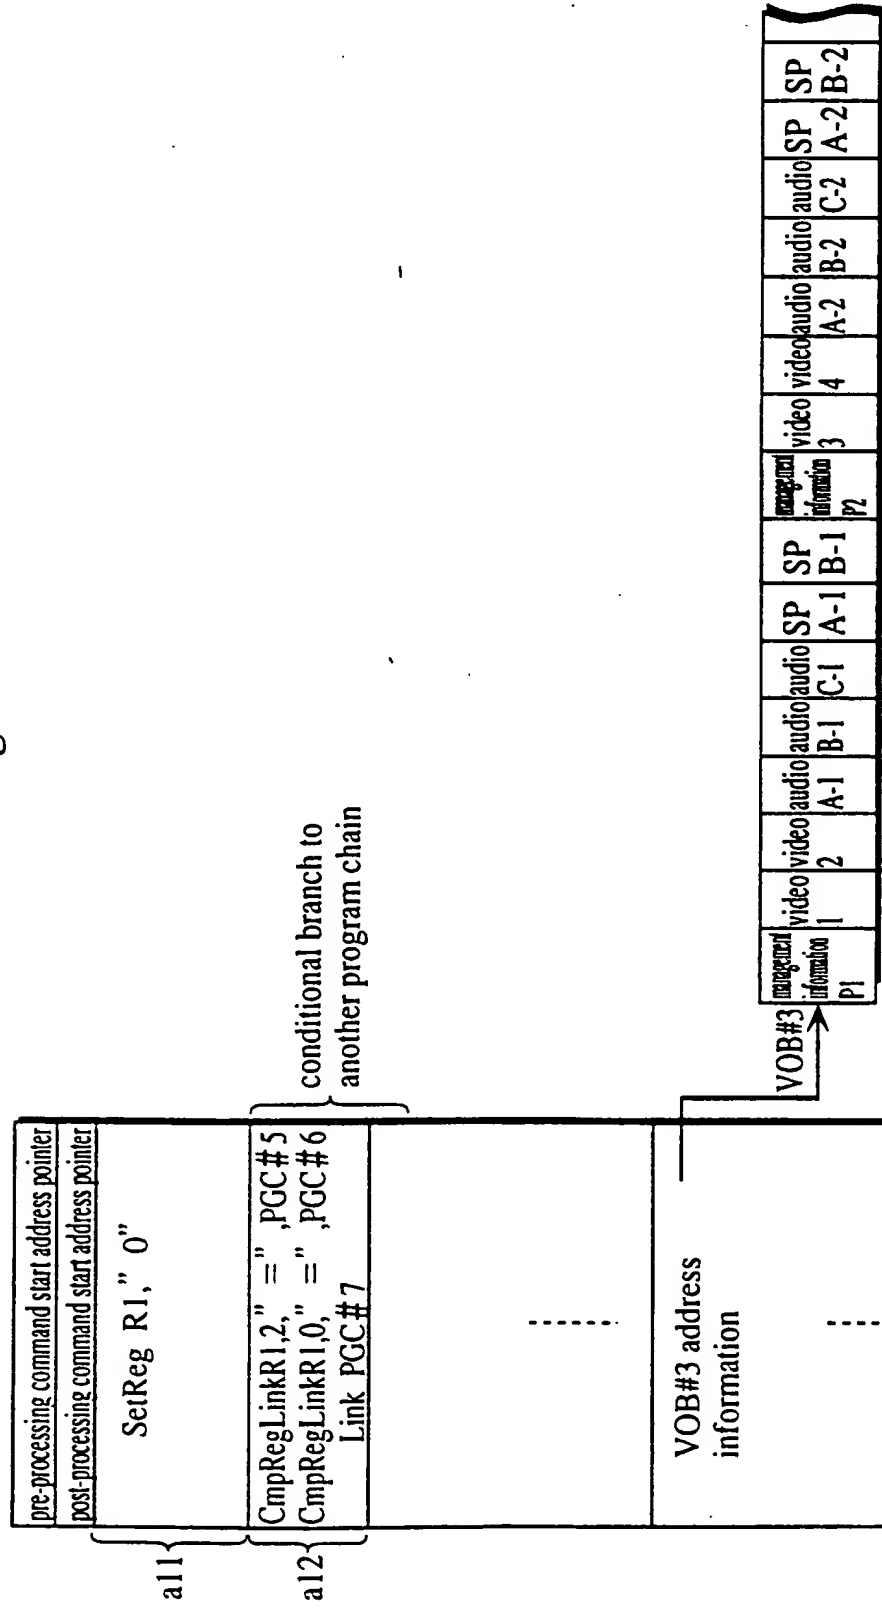 pre-processing command start address pointer
post-processing command start address pointer
a11
SetReg R1," 0"
a12
CmpRegLinkR1,2," =" ,PGC#5
CmpRegLinkR1,0," =" ,PGC#6
Link PGC#7
conditional branch to
another program chain
VOB#3 address
information
VOB#3
management
information
P1
video
1
video
2
audio
A-1
audio
B-1
audio
C-1
SP
A-1
SP
B-1
management
information
P2
video
3
video
4
audio
A-2
audio
B-2
audio
C-2
SP
A-2
SP
B-2